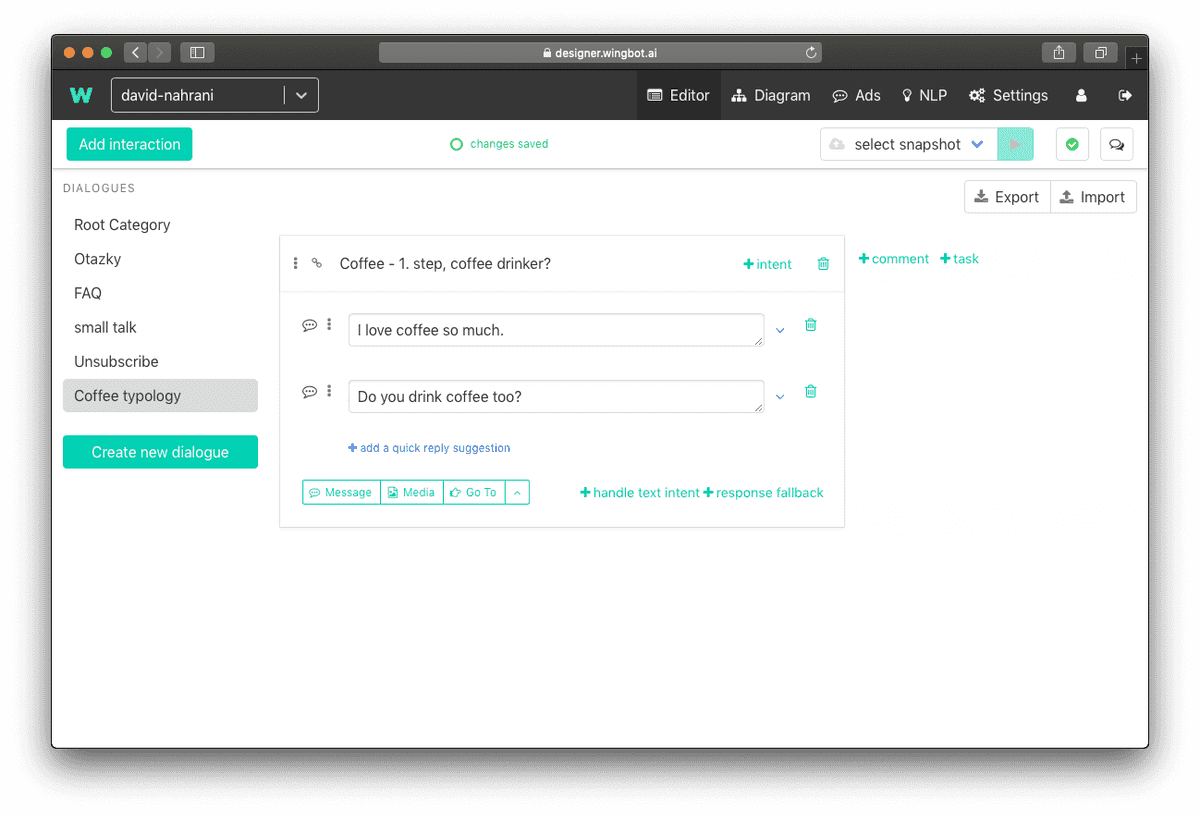 designer.wingbot.ai
W david-nahrani Editor Diagram Ads NLP Settings
Add interaction changes saved select snapshot
DIALOGUES
Export Import
Root Category
Otazky
FAQ
small talk
Unsubscribe
Coffee typology
Create new dialogue
Coffee - 1. step, coffee drinker? +intent +comment +task
I love coffee so much.
Do you drink coffee too?
+add a quick reply suggestion
Message Media Go To +handle text intent +response fallback